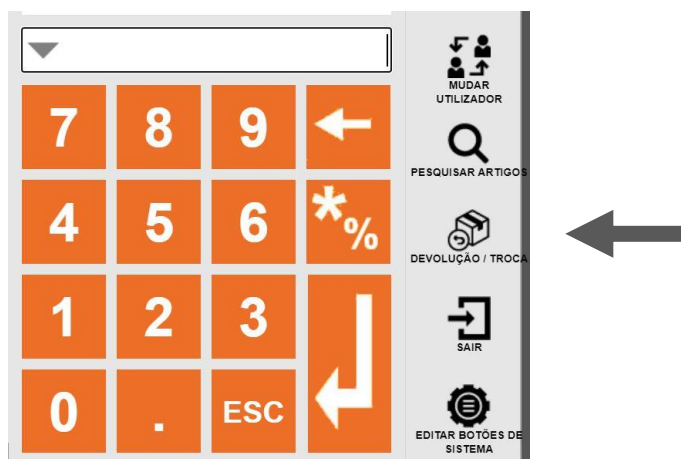 7 8 9
MUDAR
UTILIZADOR
PESQUISAR ARTIGOS
4 5 6 *%
DEVOLUÇÃO / TROCA
1 2 3
SAIR
0 . ESC
EDITAR BOTÕES DE
SISTEMA